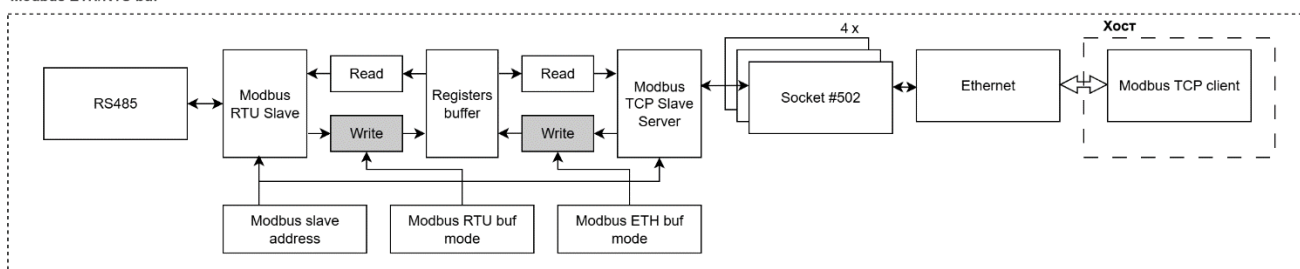 4 x
Хост
RS485
Modbus
RTU Slave
Read
Write
Registers
buffer
Read
Write
Modbus
TCP Slave
Server
Socket #502
Ethernet
Modbus TCP client
Modbus slave
address
Modbus RTU buf
mode
Modbus ETH buf
mode